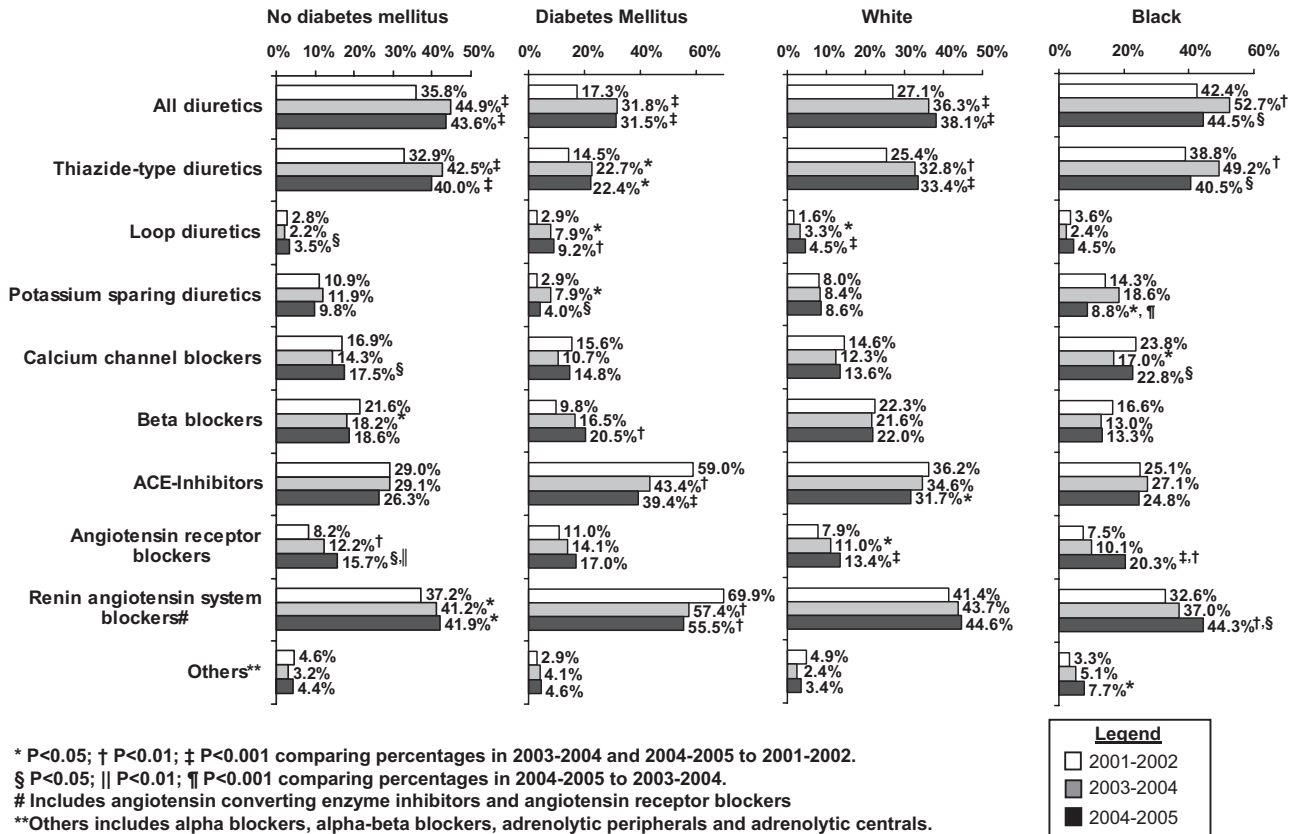 No diabetes mellitus Diabetes Mellitus White Black
0% 10% 20% 30% 40% 50% 0% 20% 40% 60% 0% 10% 20% 30% 40% 50% 0% 20% 40% 60%
All diuretics
35.8% 17.3% 27.1% 42.4%
44.9%‡ 31.8%‡ 36.3%‡ 52.7%†
43.6%‡ 31.5%‡ 38.1%‡ 44.5%§
Thiazide-type diuretics
32.9% 14.5% 25.4% 38.8%
42.5%‡ 22.7%* 32.8%† 49.2%†
40.0%‡ 22.4%* 33.4%‡ 40.5%§
Loop diuretics
2.8% 2.9% 1.6% 3.6%
2.2% 7.9%* 3.3%* 2.4%
3.5%§ 9.2%† 4.5%‡ 4.5%
Potassium sparing diuretics
10.9% 2.9% 8.0% 14.3%
11.9% 7.9%* 8.4% 18.6%
9.8% 4.0%§ 8.6% 8.8%*,¶
Calcium channel blockers
16.9% 15.6% 14.6% 23.8%
14.3% 10.7% 12.3% 17.0%*
17.5%§ 14.8% 13.6% 22.8%§
Beta blockers
21.6% 9.8% 22.3% 16.6%
18.2%* 16.5% 21.6% 13.0%
18.6% 20.5%† 22.0% 13.3%
ACE-Inhibitors
29.0% 59.0% 36.2% 25.1%
29.1% 43.4%† 34.6% 27.1%
26.3% 39.4%‡ 31.7%* 24.8%
Angiotensin receptor
blockers
8.2% 11.0% 7.9% 7.5%
12.2%† 14.1% 11.0%* 10.1%
15.7%§,|| 17.0% 13.4%‡ 20.3%‡,†
Renin angiotensin system
blockers#
37.2% 69.9% 41.4% 32.6%
41.2%* 57.4%† 43.7% 37.0%
41.9%* 55.5%† 44.6% 44.3%†,§
Others**
4.6% 2.9% 4.9% 3.3%
3.2% 4.1% 2.4% 5.1%
4.4% 4.6% 3.4% 7.7%*
* P<0.05; † P<0.01; ‡ P<0.001 comparing percentages in 2003-2004 and 2004-2005 to 2001-2002.
§ P<0.05; || P<0.01; ¶ P<0.001 comparing percentages in 2004-2005 to 2003-2004.
# Includes angiotensin converting enzyme inhibitors and angiotensin receptor blockers
**Others includes alpha blockers, alpha-beta blockers, adrenolytic peripherals and adrenolytic centrals.
Legend
2001-2002
2003-2004
2004-2005